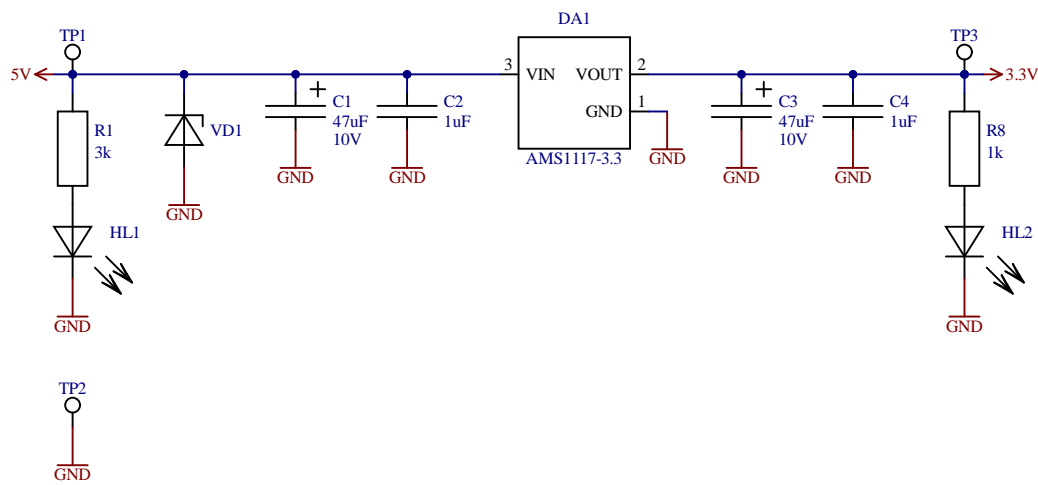 DA1
TP1
TP3
5V
3
VIN
VOUT
2
3.3V
GND
1
R1
3k
VD1
+
C1
47uF
10V
C2
1uF
+
C3
47uF
10V
C4
1uF
R8
1k
AMS1117-3.3
GND
GND
GND
GND
GND
GND
HL1
HL2
GND
GND
TP2
GND